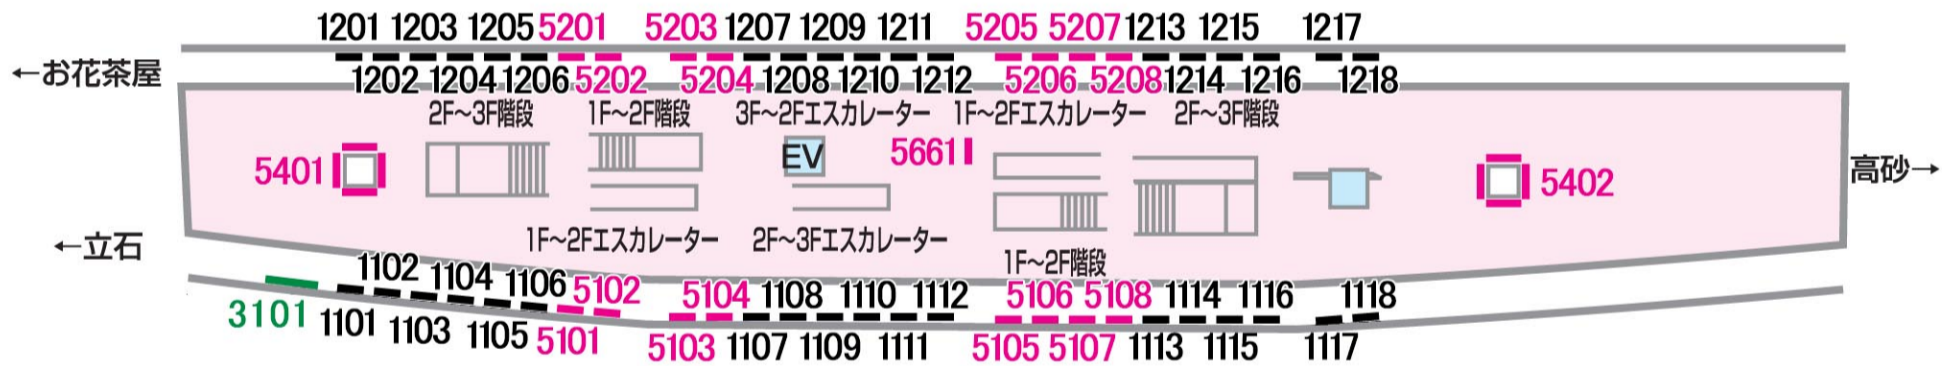 1201 1203 1205 5201 5203 1207 1209 1211 5205 5207 1213 1215 1217
←お花茶屋
1202 1204 1206 5202 5204 1208 1210 1212 5206 5208 1214 1216 1218
2F〜3F階段 1F〜2F階段 3F〜2Fエスカレーター 1F〜2Fエスカレーター 2F〜3F階段
5401 EV 5661 5402 高砂→
←立石
1F〜2Fエスカレーター 2F〜3Fエスカレーター
1F〜2F階段
1102 1104 1106 5102 5104 1108 1110 1112 5106 5108 1114 1116 1118
3101 1101 1103 1105 5101 5103 1107 1109 1111 5105 5107 1113 1115 1117